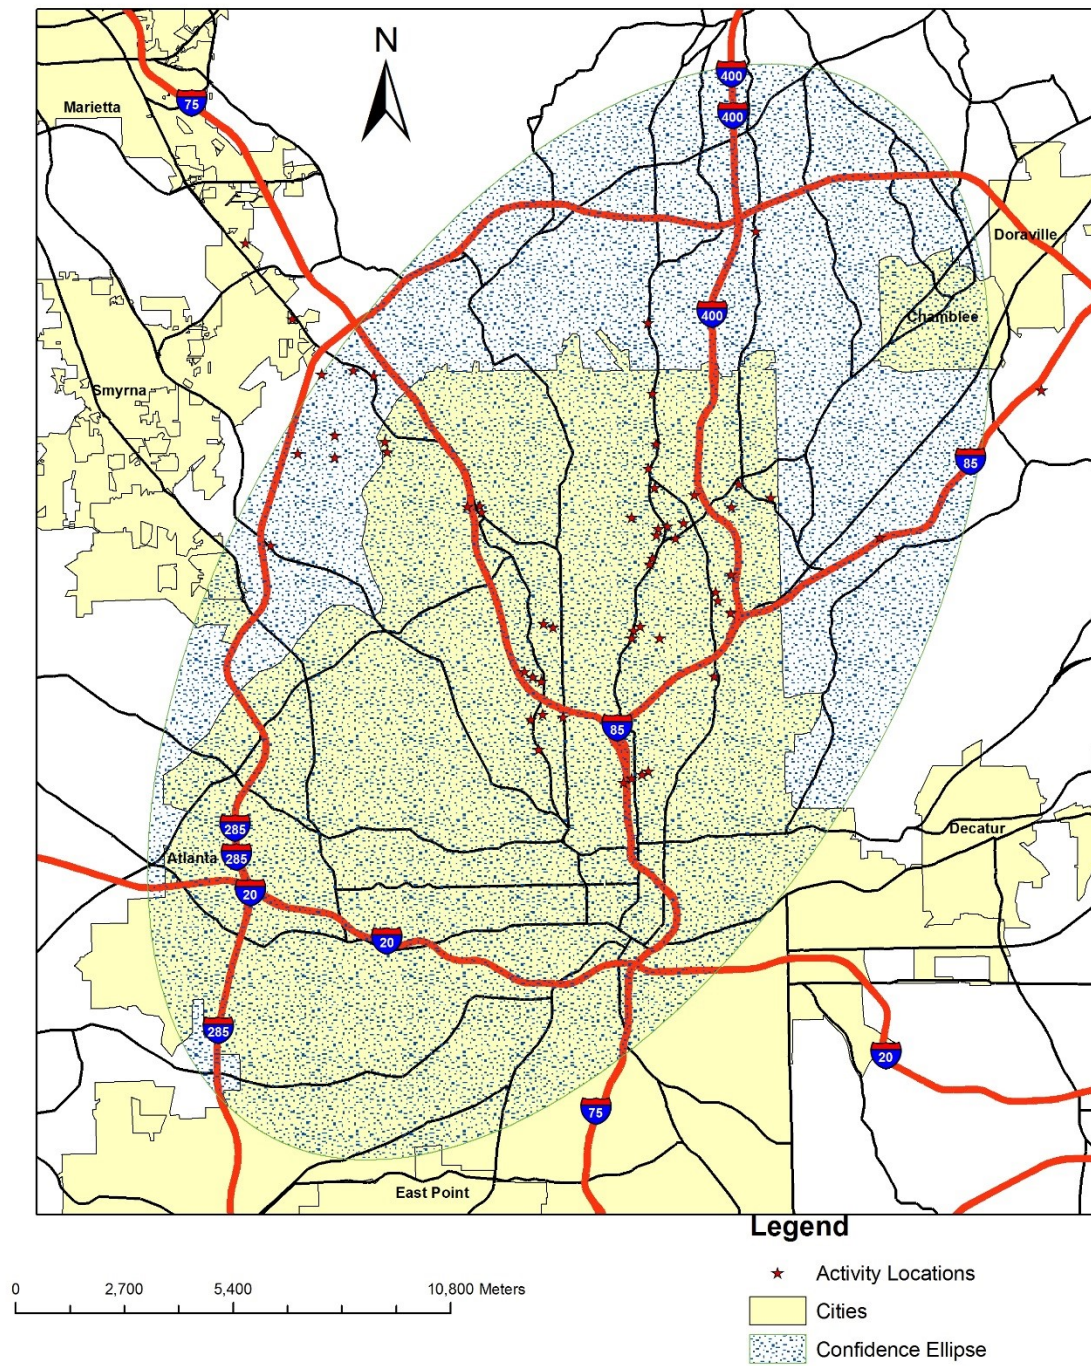 N
400
75
400
Marietta
Doraville
400
Chamblee
Smyrna
85
85
285
Decatur
285
Atlanta
20
20
285
20
75
East Point
Legend
Activity Locations
0 2,700 5,400 10,800 Meters
Cities
Confidence Ellipse